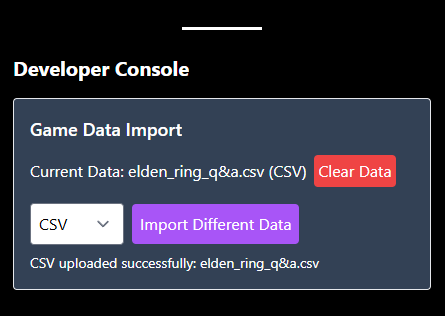 Developer Console
Game Data Import
Current Data: elden_ring_q&a.csv (CSV) Clear Data
CSV Import Different Data
CSV uploaded successfully: elden_ring_q&a.csv